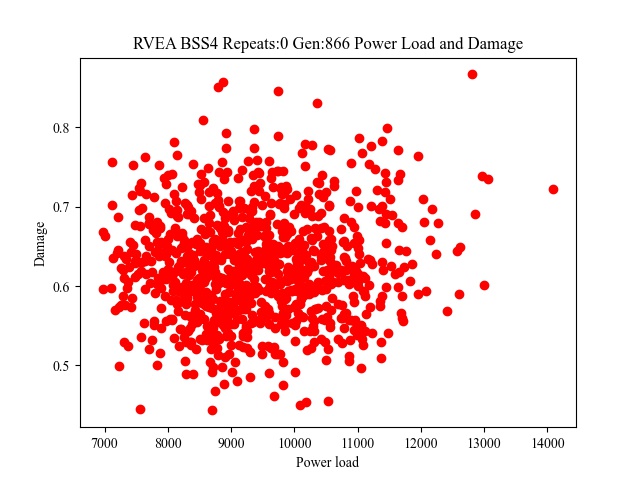 RVEA BSS4 Repeats:0 Gen:866 Power Load and Damage
Damage
0.8
0.7
0.6
0.5
7000 8000 9000 10000 11000 12000 13000 14000
Power load